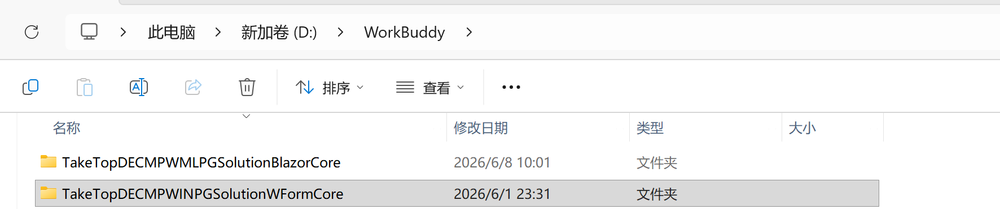 此电脑 > 新加卷 (D:) > WorkBuddy >
排序 查看
名称 修改日期 类型 大小
TakeTopDECMPWMLPGSolutionBlazorCore 2026/6/8 10:01 文件夹
TakeTopDECMPWINPGSolutionWFormCore 2026/6/1 23:31 文件夹